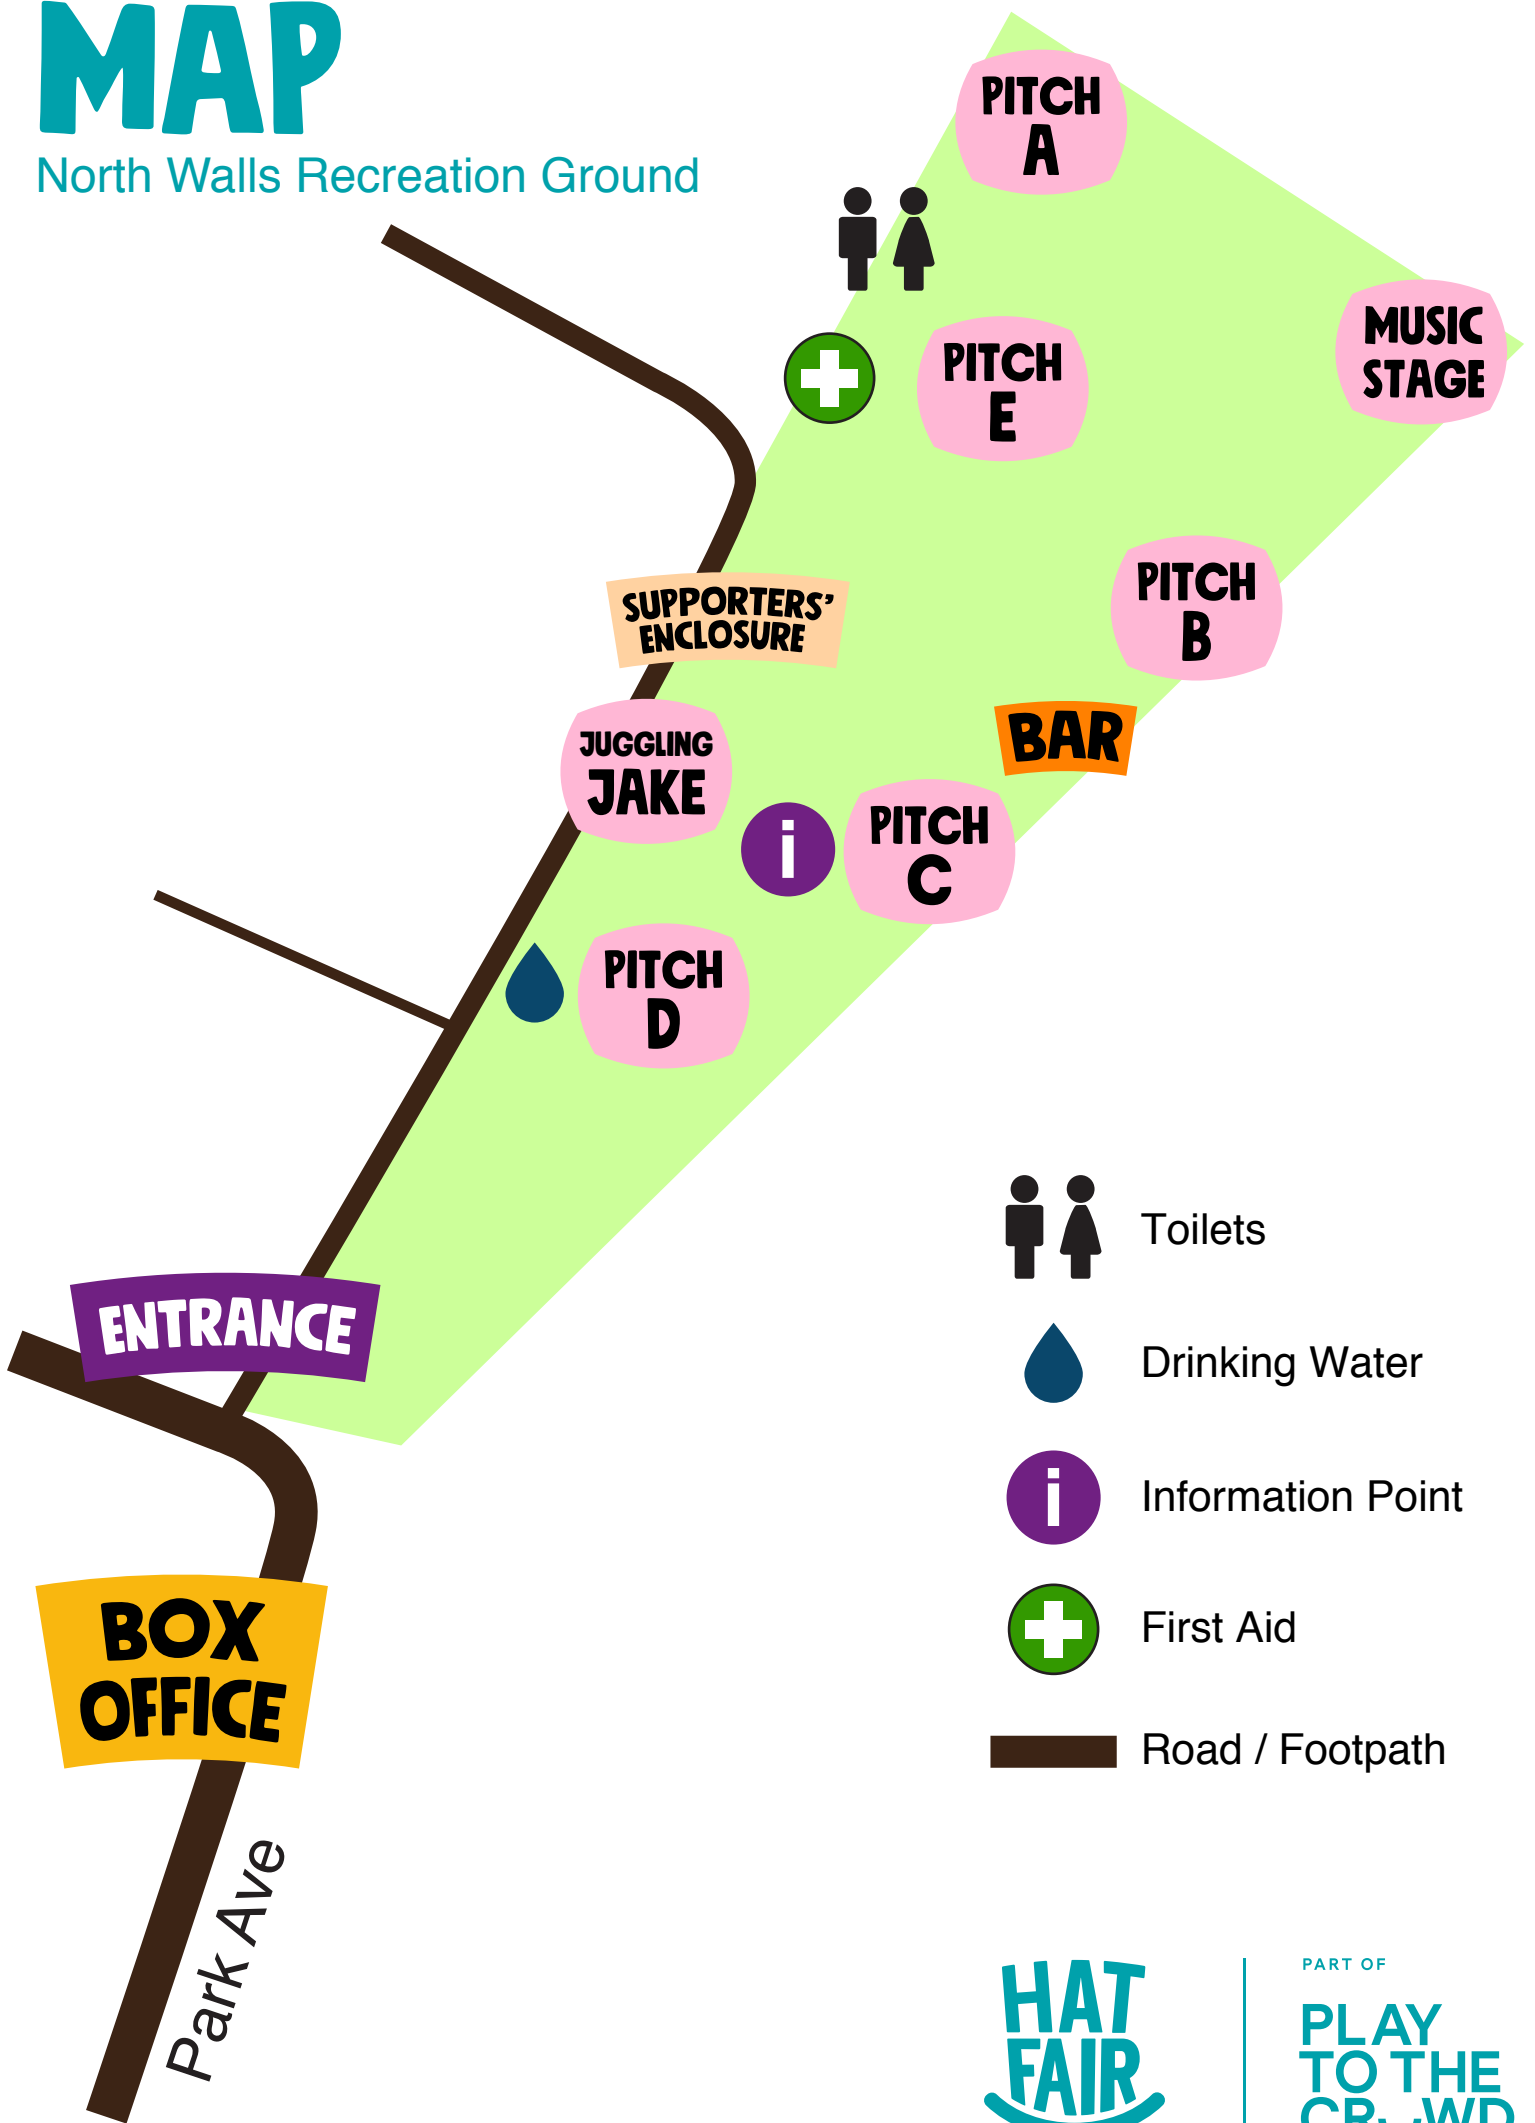 MAP
North Walls Recreation Ground
PITCH
A
MUSIC
STAGE
PITCH
E
PITCH
B
SUPPORTERS'
ENCLOSURE
BAR
JUGGLING
JAKE
i
PITCH
C
PITCH
D
ENTRANCE
BOX
OFFICE
Park Ave
Toilets
Drinking Water
i
Information Point
First Aid
Road / Footpath
HAT
FAIR
PART OF
PLAY
TO THE
CROWD